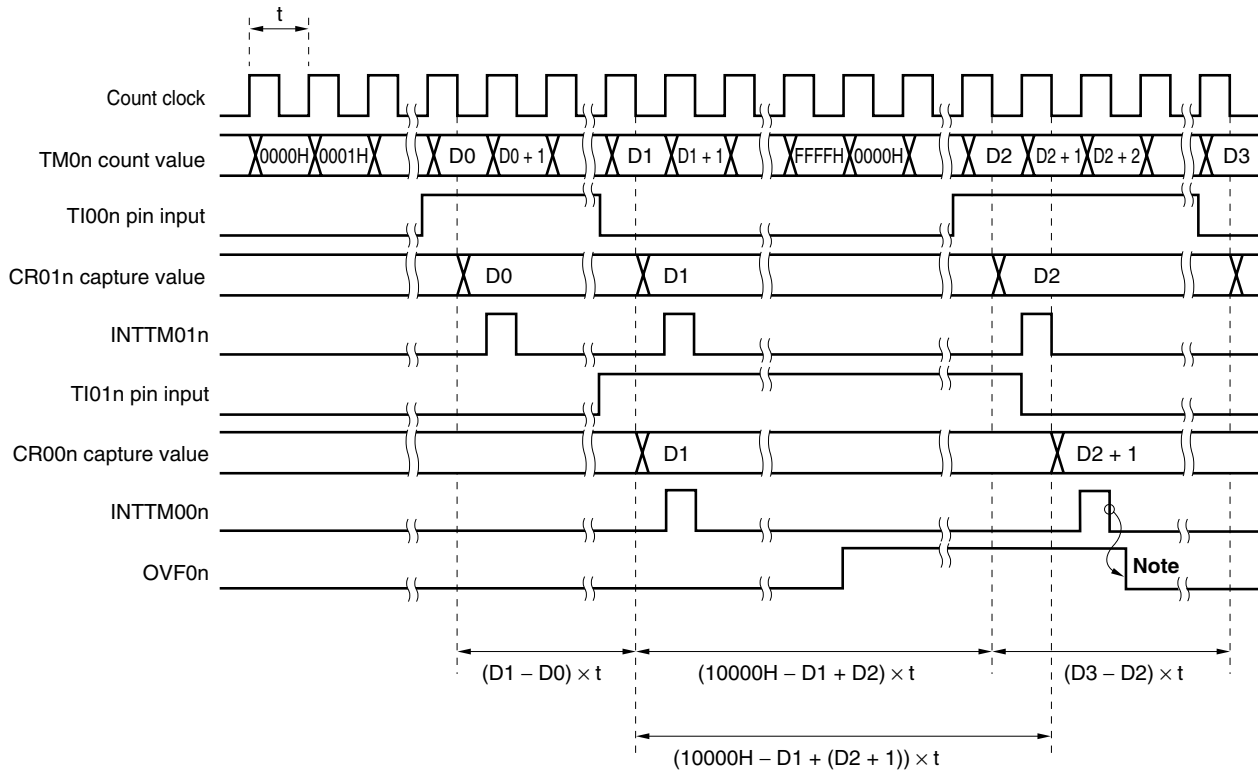 t
Count clock
TM0n count value
0000H 0001H D0 D0 + 1 D1 D1 + 1 FFFFH 0000H D2 D2 + 1 D2 + 2 D3
TI00n pin input
CR01n capture value
D0 D1 D2
INTTM01n
TI01n pin input
CR00n capture value
D1 D2 + 1
INTTM00n
OVF0n
Note
(D1 – D0) × t (10000H – D1 + D2) × t (D3 – D2) × t
(10000H – D1 + (D2 + 1)) × t